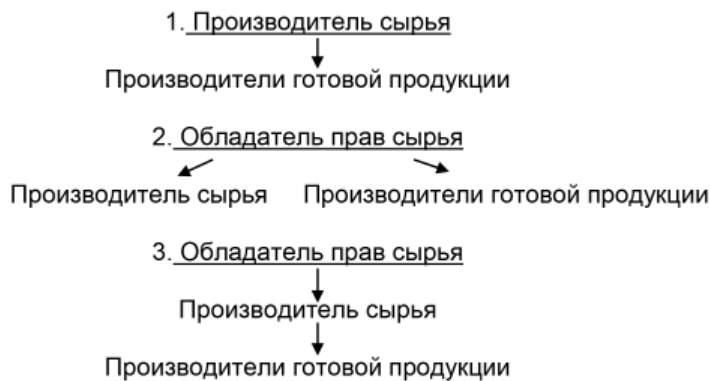 1. Производитель сырья
Производители готовой продукции
2. Обладатель прав сырья
Производитель сырья Производители готовой продукции
3. Обладатель прав сырья
Производитель сырья
Производители готовой продукции